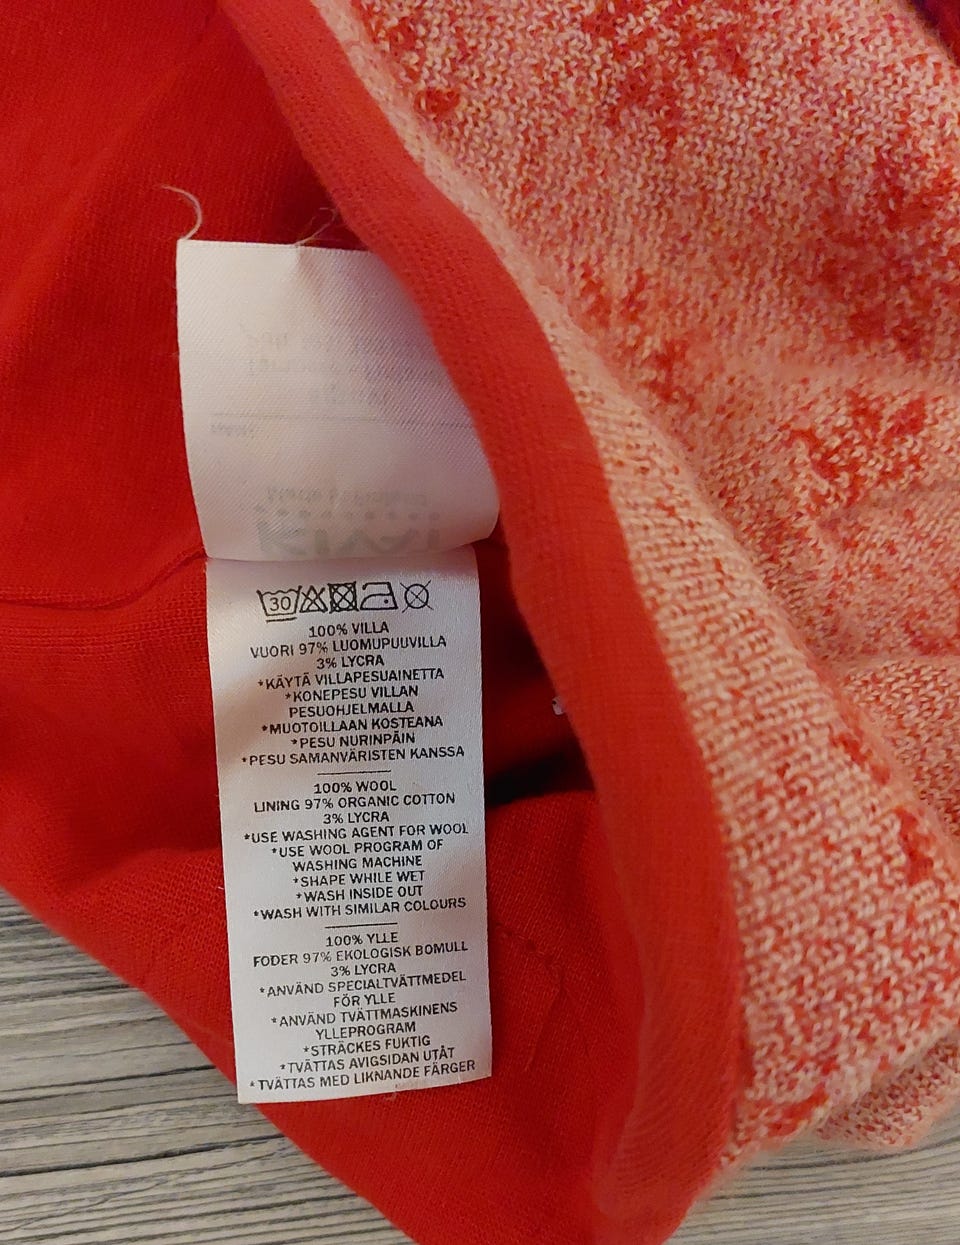 30
100% VILLA
VUORI 97% LUOMUPUUVILLA
3% LYCRA
*KÄYTÄ VILLAPESUAINETTA
*KONEPESU VILLAN
PESUOHJELMALLA
*MUOTOILLAAN KOSTEANA
*PESU NURINPÄIN
*PESU SAMANVÄRISTEN KANSSA
100% WOOL
LINING 97% ORGANIC COTTON
3% LYCRA
*USE WASHING AGENT FOR WOOL
*USE WOOL PROGRAM OF
WASHING MACHINE
*SHAPE WHILE WET
*WASH INSIDE OUT
*WASH WITH SIMILAR COLOURS
100% YLLE
FODER 97% EKOLOGISK BOMULL
3% LYCRA
*ANVÄND SPECIALTVÄTTMEDEL
FÖR YLLE
*ANVÄND TVÄTTMASKINENS
YLLEPROGRAM
*STRÄCKES FUKTIG
*TVÄTTAS AVIGSIDAN UTÅT
*TVÄTTAS MED LIKNANDE FÄRGER